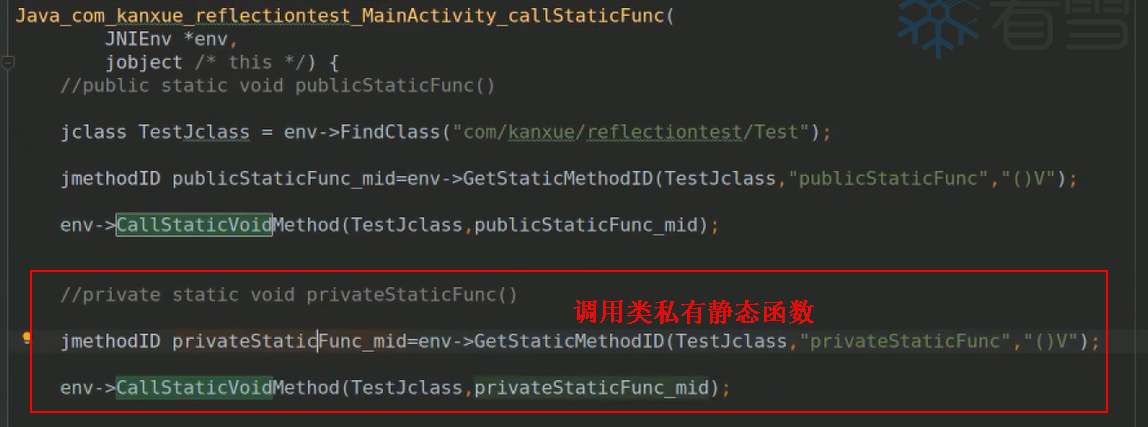 看雪
Java_com_kanxue_reflectiontest_MainActivity_callStaticFunc(
JNIEnv *env,
jobject /* this */) {
//public static void publicStaticFunc()
jclass TestJclass = env->FindClass("com/kanxue/reflectiontest/Test");
jmethodID publicStaticFunc_mid=env->GetStaticMethodID(TestJclass,"publicStaticFunc","()V");
env->CallStaticVoidMethod(TestJclass,publicStaticFunc_mid);
//private static void privateStaticFunc()
调用类私有静态函数
jmethodID privateStaticFunc_mid=env->GetStaticMethodID(TestJclass,"privateStaticFunc","()V");
env->CallStaticVoidMethod(TestJclass,privateStaticFunc_mid);